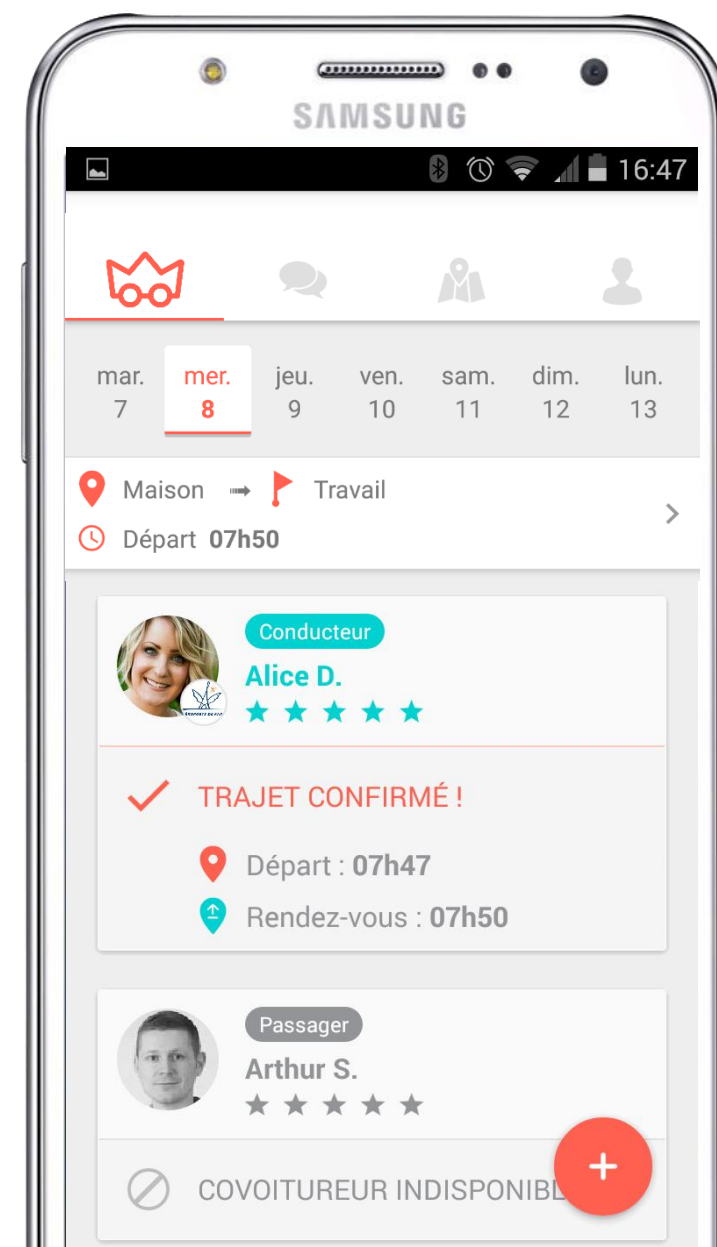 SAMSUNG
16:47
mar. mer. jeu. ven. sam. dim. lun.
7 8 9 10 11 12 13
Maison Travail
Départ 07h50
Conducteur
Alice D.
TRAJET CONFIRMÉ !
Départ : 07h47
Rendez-vous : 07h50
Passager
Arthur S.
COVOITUREUR INDISPONIBL
+